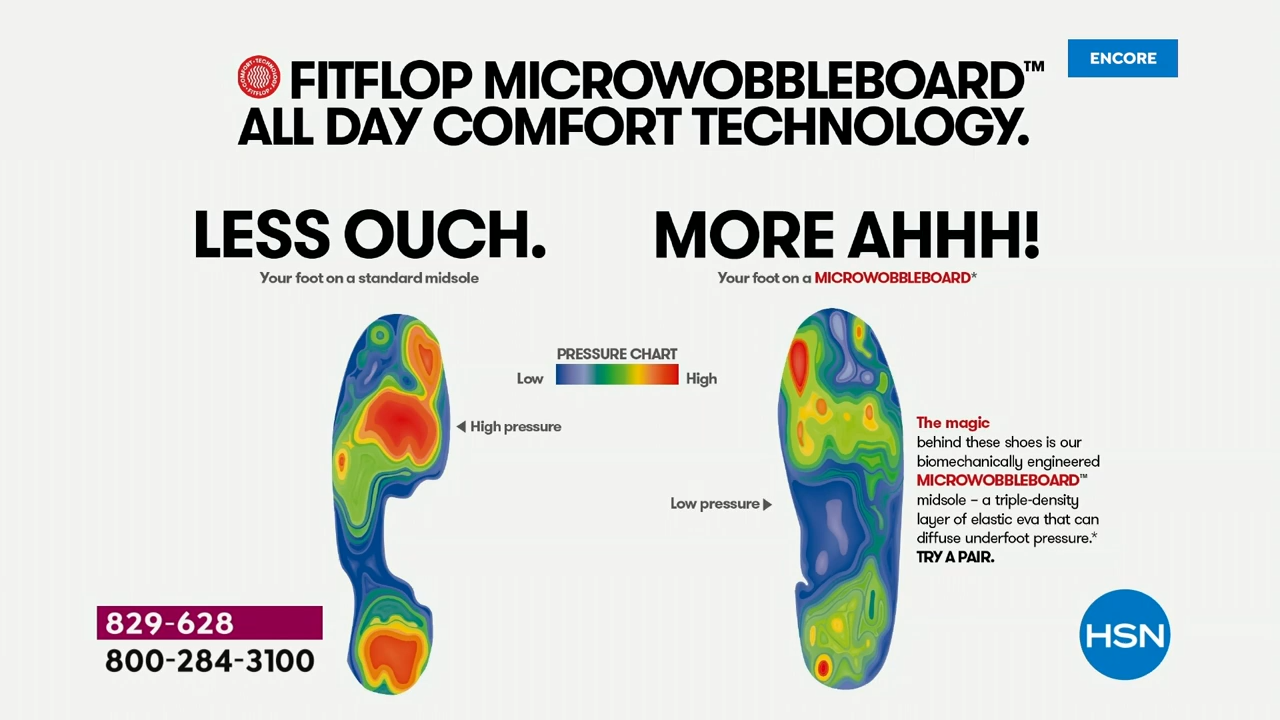 ENCORE
FITFLOP MICROWOBBLEBOARD™
ALL DAY COMFORT TECHNOLOGY.
LESS OUCH.
Your foot on a standard midsole
MORE AHHH!
Your foot on a MICROWOBBLEBOARD*
PRESSURE CHART
Low
High
High pressure
Low pressure
The magic
behind these shoes is our
biomechanically engineered
MICROWOBBLEBOARD™
midsole – a triple-density
layer of elastic eva that can
diffuse underfoot pressure.*
TRY A PAIR.
829-628
800-284-3100
HSN